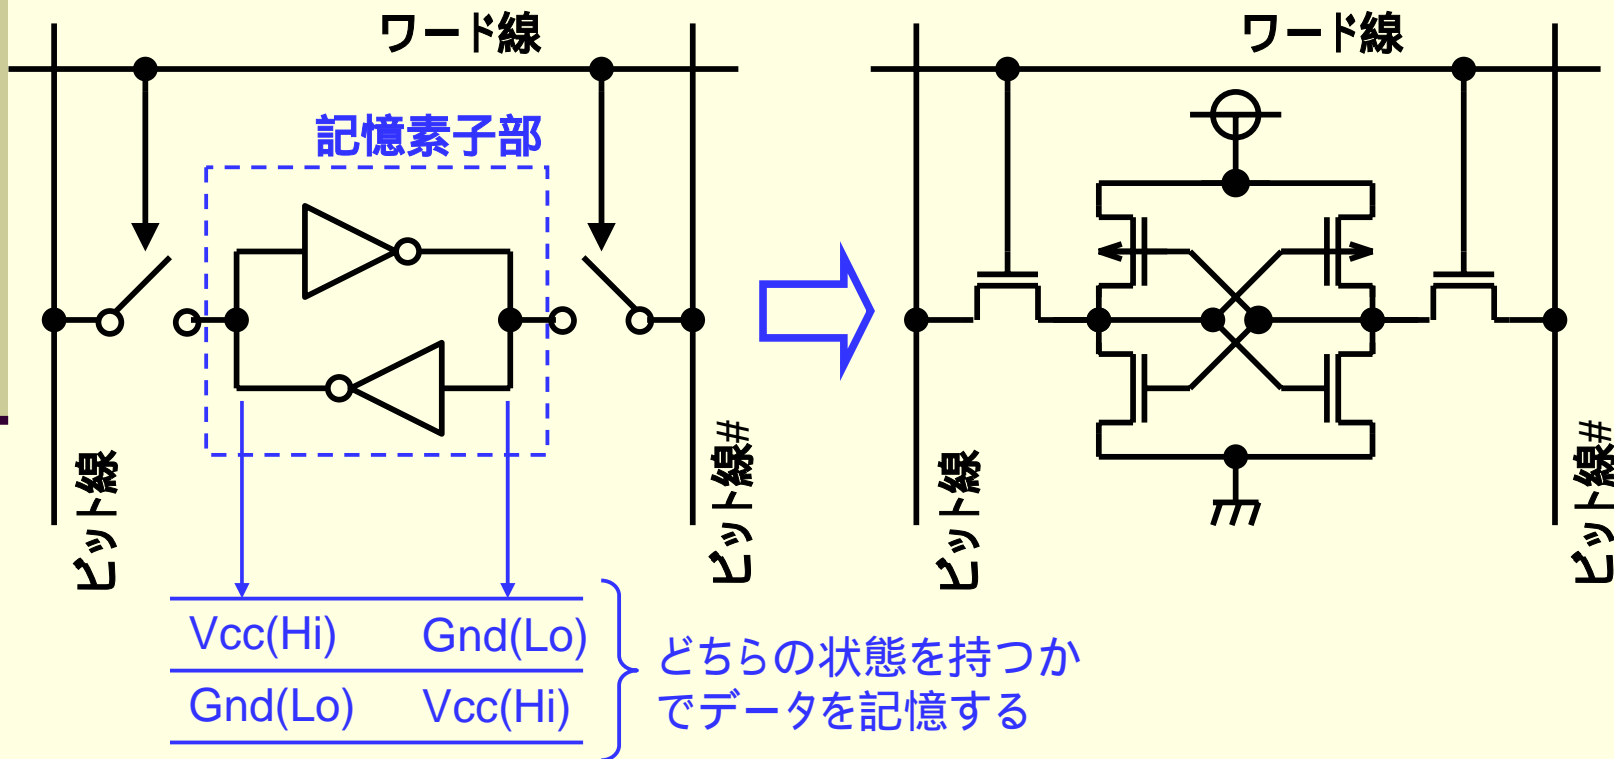 ワード線
ワード線
記憶素子部
ビット線
ビット線#
ビット線
ビット線#
Vcc(Hi) Gnd(Lo)
Gnd(Lo) Vcc(Hi)
どちらの状態を持つか
でデータを記憶する